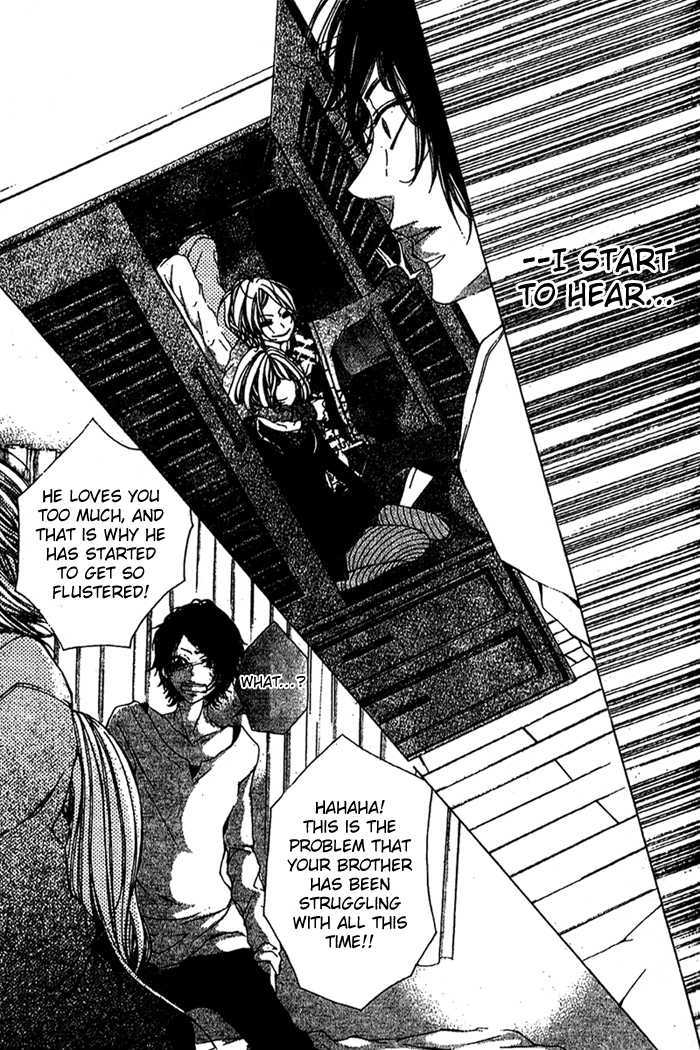 --I START
TO HEAR...
HE LOVES YOU
TOO MUCH, AND
THAT IS WHY HE
HAS STARTED
TO GET SO
FLUSTERED!
WHAT...?
HAHAHA!
THIS IS THE
PROBLEM THAT
YOUR BROTHER
HAS BEEN
STRUGGLING
WITH ALL THIS
TIME!!